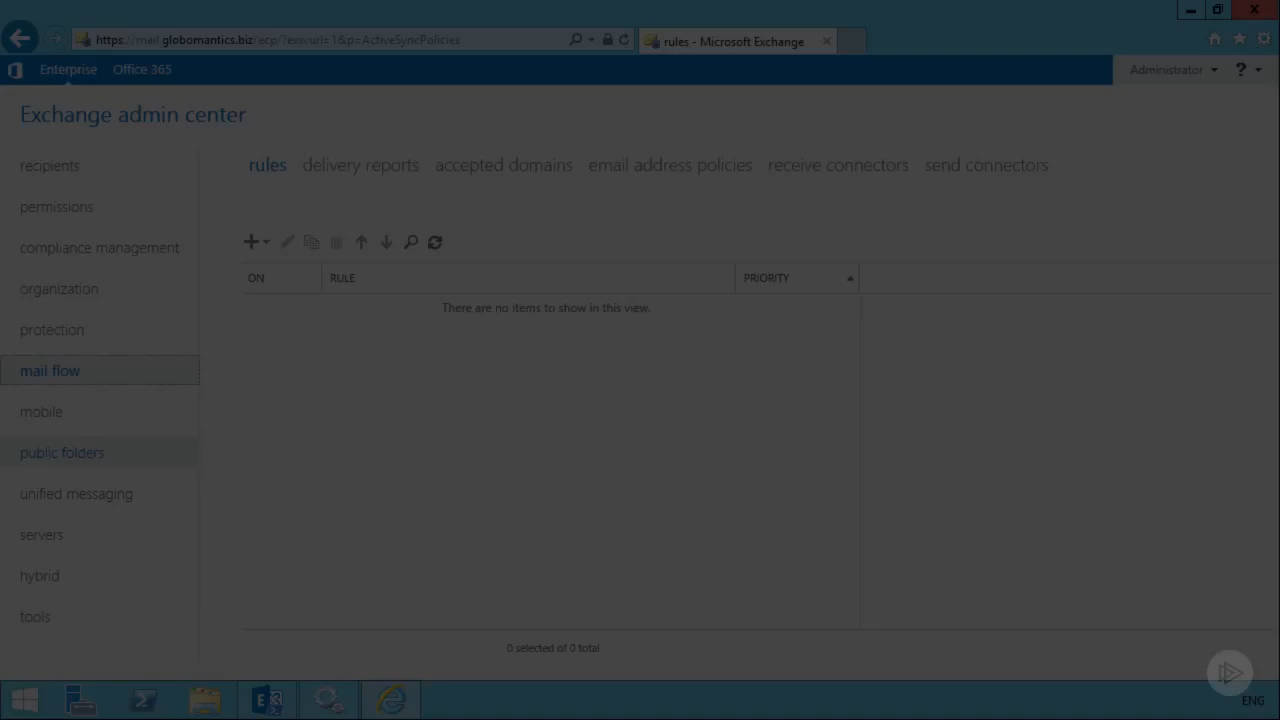 https://mail.globomantics.biz/ecp/?exsvurl=1&p=ActiveSyncPolicies
rules - Microsoft Exchange
Enterprise Office 365
Administrator ?
Exchange admin center
recipients
permissions
compliance management
organization
protection
mail flow
mobile
public folders
unified messaging
servers
hybrid
tools
rules delivery reports accepted domains email address policies receive connectors send connectors
ON RULE PRIORITY
There are no items to show in this view.
0 selected of 0 total
ENG